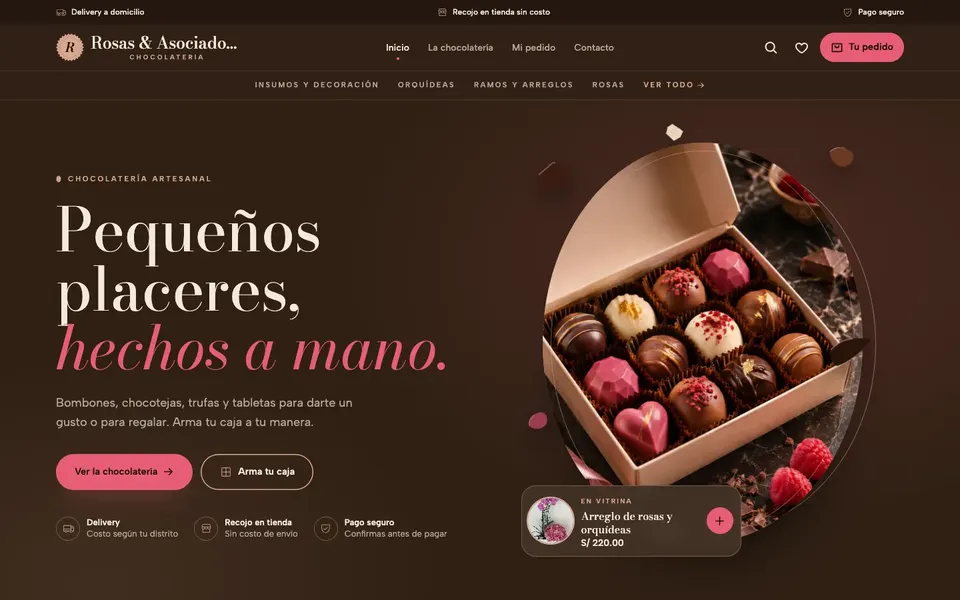 Delivery a domicilio
Recojo en tienda sin costo
Pago seguro
R
Rosas & Asociado...
CHOCOLATERÍA
Inicio
La chocolatería
Mi pedido
Contacto
Tu pedido
INSUMOS Y DECORACIÓN
ORQUÍDEAS
RAMOS Y ARREGLOS
ROSAS
VER TODO →
CHOCOLATERÍA ARTESANAL
Pequeños
placeres,
hechos a mano.
Bombones, chocotejas, trufas y tabletas para darte un
gusto o para regalar. Arma tu caja a tu manera.
Ver la chocolatería →
Arma tu caja
Delivery
Costo según tu distrito
Recojo en tienda
Sin costo de envío
Pago seguro
Confirmas antes de pagar
EN VITRINA
Arreglo de rosas y
orquídeas
S/ 220.00